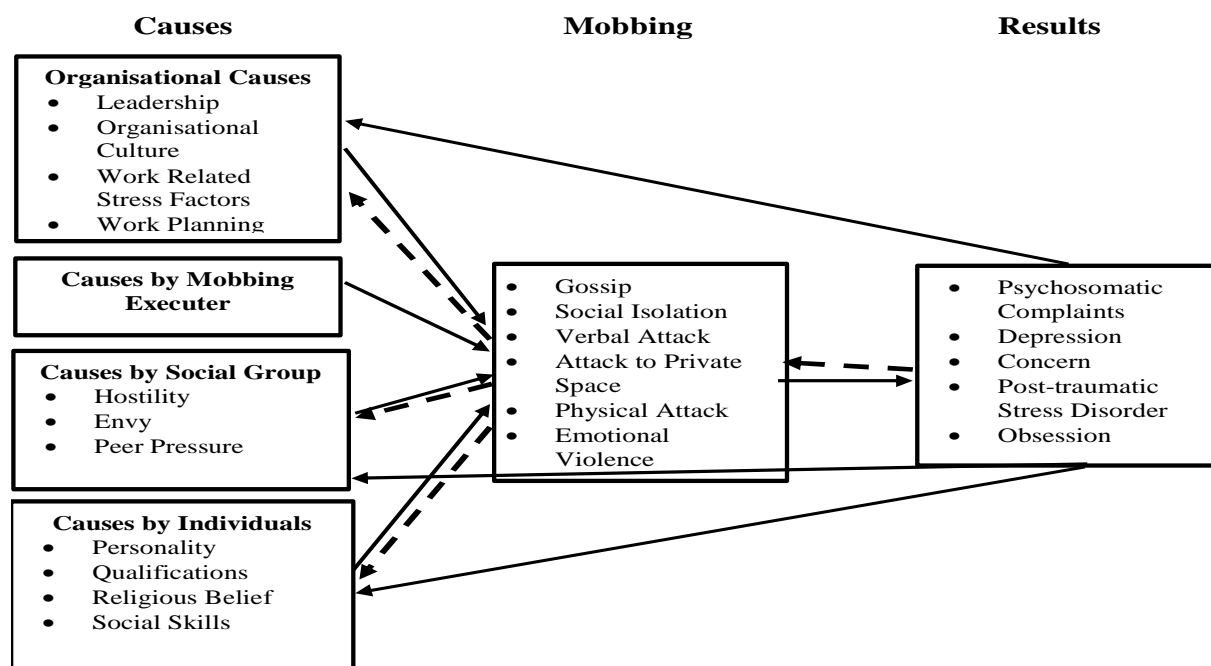 Causes
Mobbing
Results
Organisational Causes
• Leadership
• Organisational
Culture
• Work Related
Stress Factors
• Work Planning
Causes by Mobbing
Executer
Causes by Social Group
• Hostility
• Envy
• Peer Pressure
Causes by Individuals
• Personality
• Qualifications
• Religious Belief
• Social Skills
• Gossip
• Social Isolation
• Verbal Attack
• Attack to Private
Space
• Physical Attack
• Emotional
Violence
• Psychosomatic
Complaints
• Depression
• Concern
• Post-traumatic
Stress Disorder
• Obsession